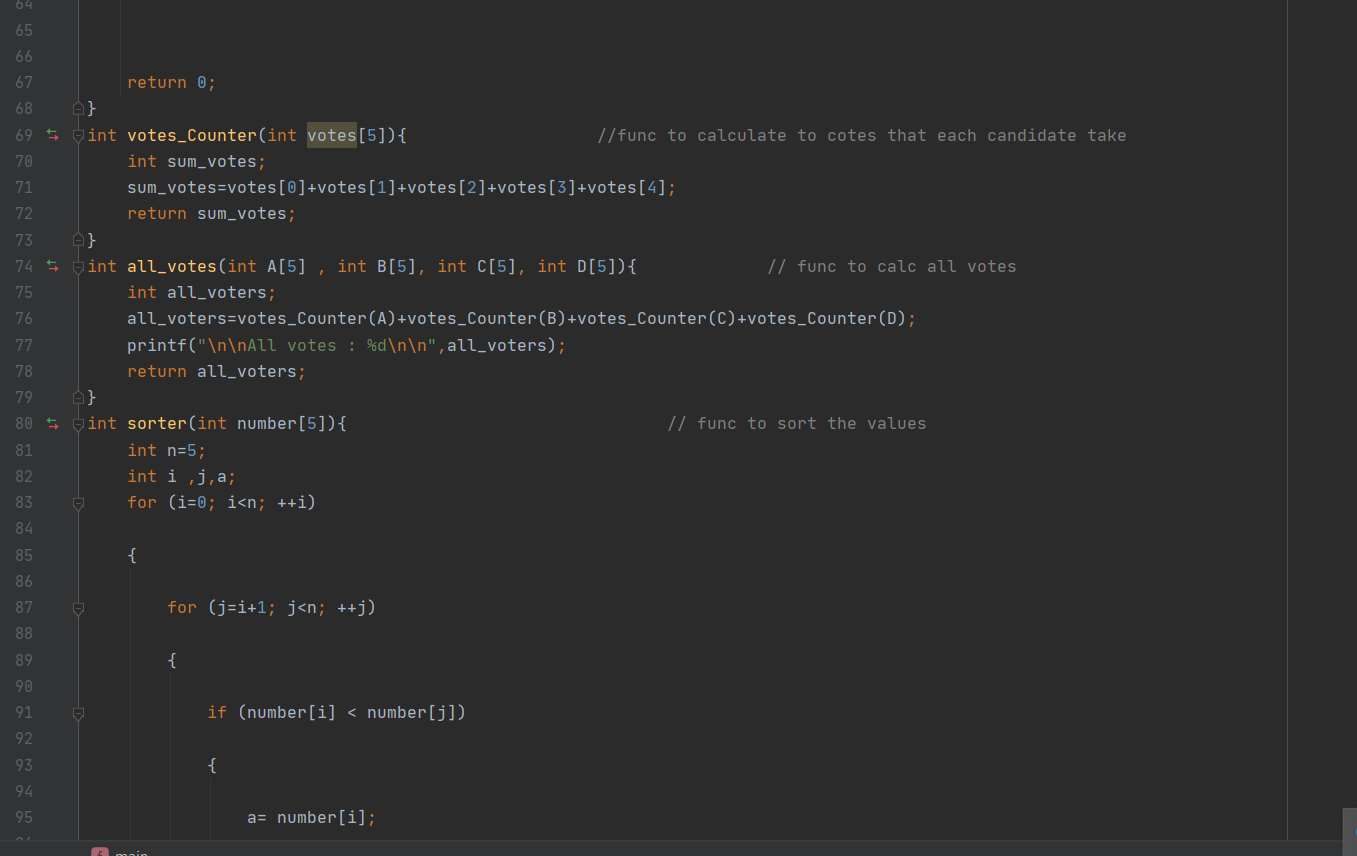 64
65
66
67 return 0;
68 }
69 int votes_Counter(int votes[5]){ //func to calculate to cotes that each candidate take
70 int sum_votes;
71 sum_votes=votes[0]+votes[1]+votes[2]+votes[3]+votes[4];
72 return sum_votes;
73 }
74 int all_votes(int A[5] , int B[5], int C[5], int D[5]){ // func to calc all votes
75 int all_voters;
76 all_voters=votes_Counter(A)+votes_Counter(B)+votes_Counter(C)+votes_Counter(D);
77 printf("\n\nAll votes : %d\n\n",all_voters);
78 return all_voters;
79 }
80 int sorter(int number[5]){ // func to sort the values
81 int n=5;
82 int i ,j,a;
83 for (i=0; i<n; ++i)
84
85 {
86
87 for (j=i+1; j<n; ++j)
88
89 {
90
91 if (number[i] < number[j])
92
93 {
94
95 a= number[i];
f main